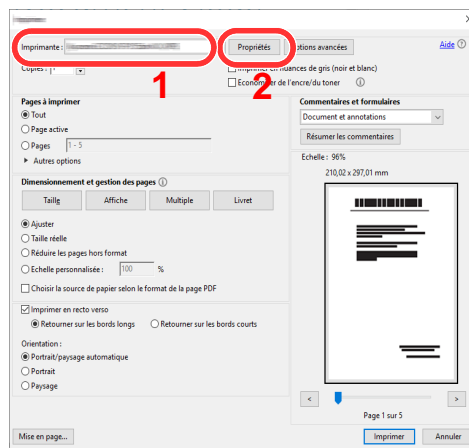 Imprimante :
Propriétés
options avancées
Aide
1
2
Copies :
Imprimer en nuances de gris (noir et blanc)
Economiser de l'encre/du toner
Pages à imprimer
Tout
Page active
Pages 1 - 5
Autres options
Dimensionnement et gestion des pages
Taille Affiche Multiple Livret
Ajuster
Taille réelle
Réduire les pages hors format
Echelle personnalisée : 100 %
Choisir la source de papier selon le format de la page PDF
Imprimer en recto verso
Retourner sur les bords longs Retourner sur les bords courts
Orientation :
Portrait/paysage automatique
Portrait
Paysage
Commentaires et formulaires
Document et annotations
Résumer les commentaires
Echelle : 96%
210,02 x 297,01 mm
< >
Page 1 sur 5
Mise en page... Imprimer Annuler